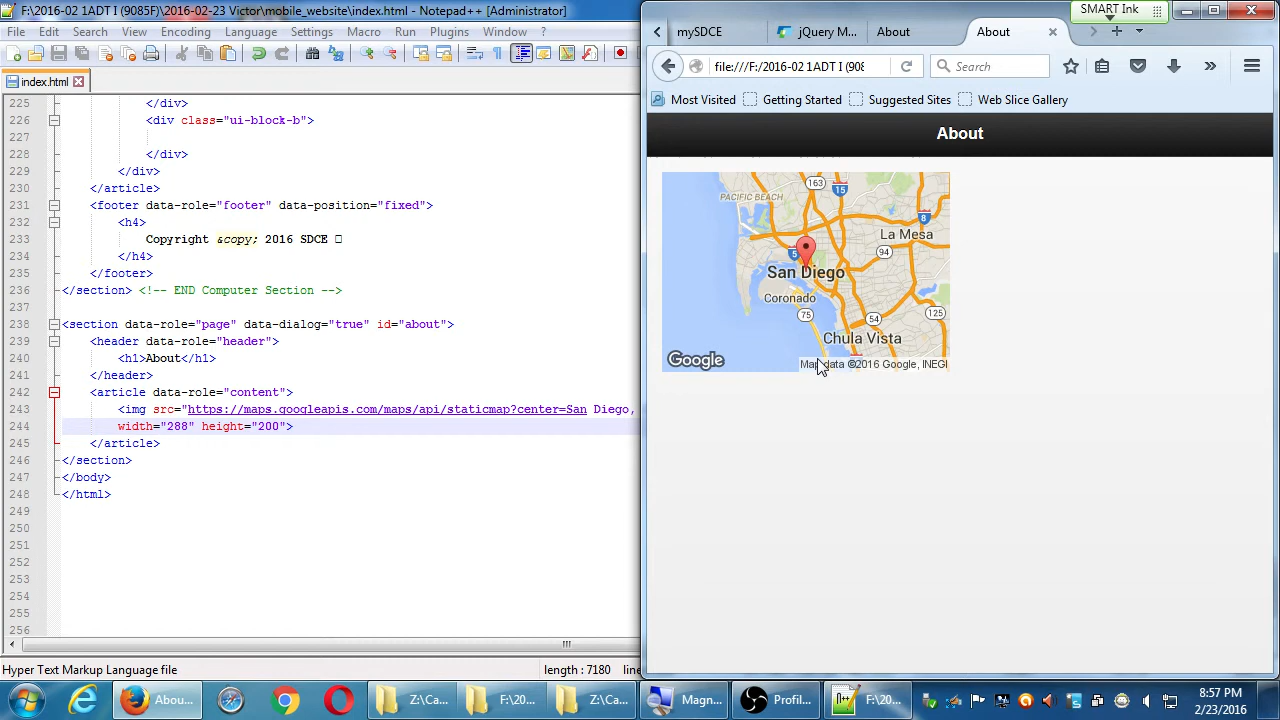 F:\2016-02 1ADT I (9085F)\2016-02-23 Victor\mobile_website\index.html - Notepad++ [Administrator]
File Edit Search View Encoding Language Settings Macro Run Plugins Window ?
index.html
225 </div>
226 <div class="ui-block-b">
227
228 </div>
229 </div>
230 </article>
231 <footer data-role="footer" data-position="fixed">
232 <h4>
233 Copyright &copy; 2016 SDCE
234 </h4>
235 </footer>
236 </section> <!-- END Computer Section -->
237
238 <section data-role="page" data-dialog="true" id="about">
239 <header data-role="header">
240 <h1>About</h1>
241 </header>
242 <article data-role="content">
243 <img src="https://maps.googleapis.com/maps/api/staticmap?center=San Diego,
244 width="288" height="200">
245 </article>
246 </section>
247 </body>
248 </html>
249
250
251
252
253
254
255
256
Hyper Text Markup Language file length : 7180 line
SMART Ink
mySDCE jQuery M... About About
file:///F:/2016-02 1ADT I (908 Search
Most Visited Getting Started Suggested Sites Web Slice Gallery
About
163
15
PACIFIC BEACH
8
La Mesa
5
94
San Diego
Coronado
75
54
125
Chula Vista
Google
Map data ©2016 Google, INEGI
Abou... Z:\Ca... F:\20... Z:\Ca... Magn... Profil... F:\20...
8:57 PM
2/23/2016